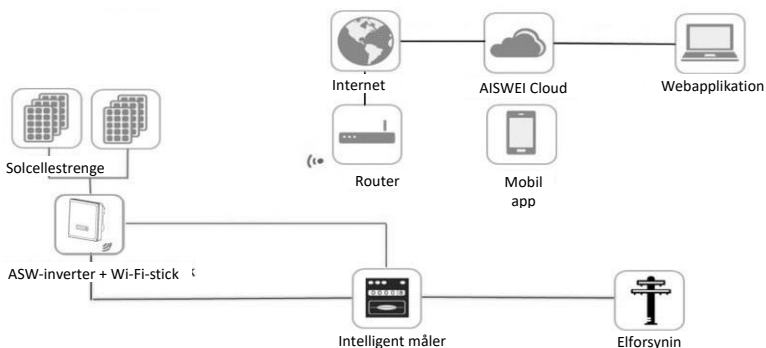 Internet
AISWEI Cloud
Webapplikation
Solcellestrenge
Router
Mobil
app
ASW-inverter + Wi-Fi-stick
Intelligent måler
Elforsynin